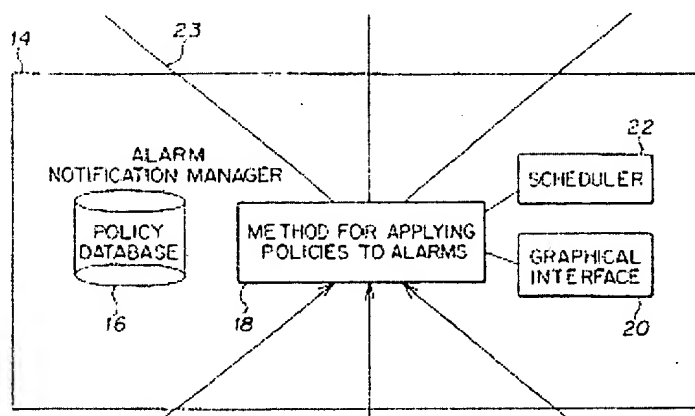 14
23
22
ALARM
NOTIFICATION MANAGER
SCHEDULER
POLICY
DATABASE
METHOD FOR APPLYING
POLICIES TO ALARMS
GRAPHICAL
INTERFACE
16
18
20